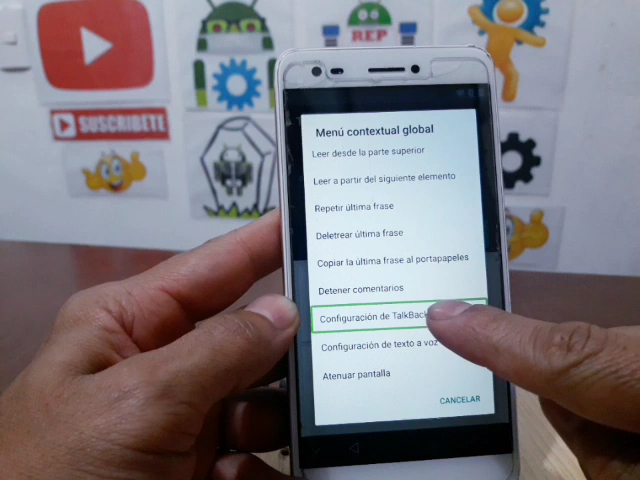 REP
SUSCRIBETE
Menú contextual global
Leer desde la parte superior
Leer a partir del siguiente elemento
Repetir última frase
Deletrear última frase
Copiar la última frase al portapapeles
Detener comentarios
Configuración de TalkBack
Configuración de texto a voz
Atenuar pantalla
CANCELAR